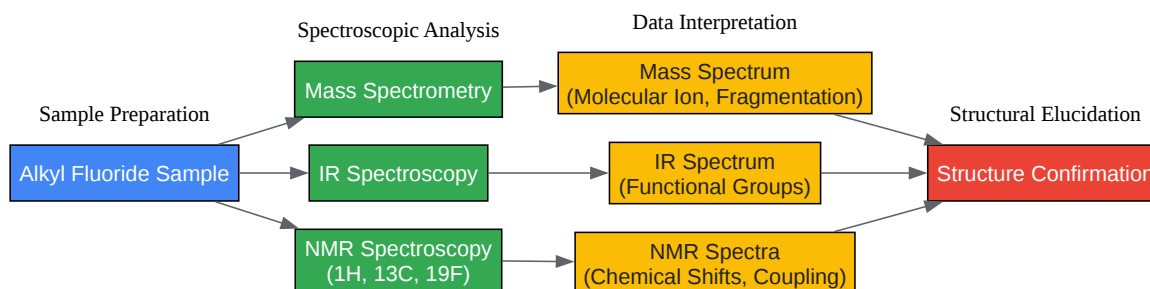 Sample Preparation
Alkyl Fluoride Sample
Spectroscopic Analysis
Mass Spectrometry
IR Spectroscopy
NMR Spectroscopy
(1H, 13C, 19F)
Data Interpretation
Mass Spectrum
(Molecular Ion, Fragmentation)
IR Spectrum
(Functional Groups)
NMR Spectra
(Chemical Shifts, Coupling)
Structural Elucidation
Structure Confirmation